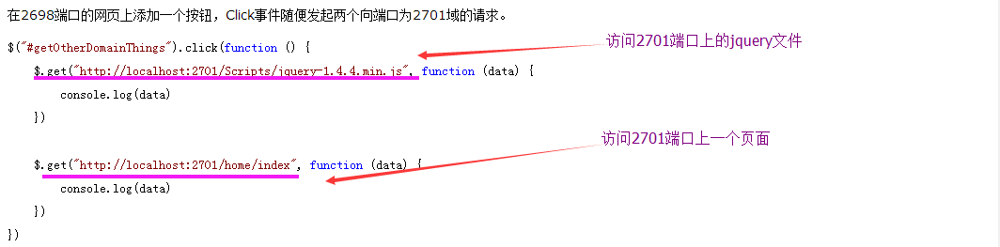 在2698端口的网页上添加一个按钮，Click事件随便发起两个向端口为2701域的请求。
$("#getOtherDomainThings").click(function () {
访问2701端口上的jquery文件
$.get("http://localhost:2701/Scripts/jquery-1.4.4.min.js", function (data) {
console.log(data)
})
访问2701端口上一个页面
$.get("http://localhost:2701/home/index", function (data) {
console.log(data)
})
})